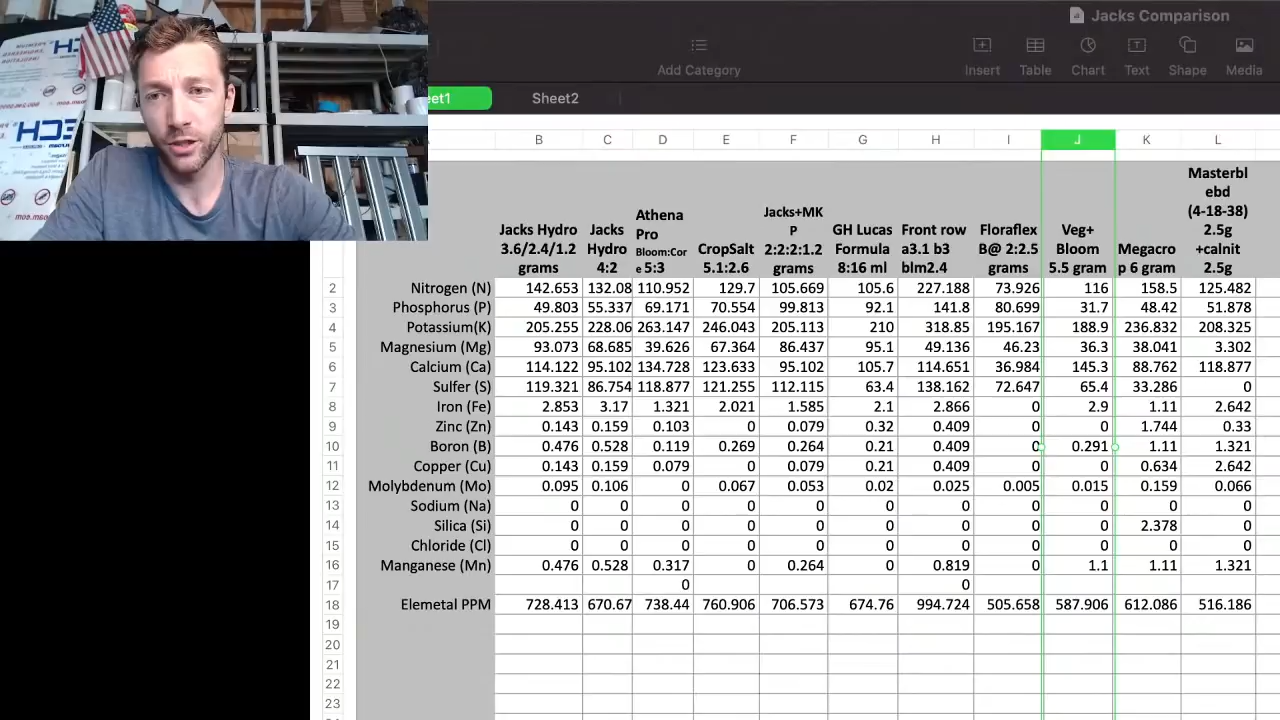 Jacks Comparison
Add Category
Insert Table Chart Text Shape Media
et1 Sheet2
B C D E F G H I J K L
Jacks Hydro 3.6/2.4/1.2 grams
Jacks Hydro 4:2
Athena Pro Bloom:Core 5:3
CropSalt 5.1:2.6
Jacks+MKP 2:2:2:1.2 grams
GH Lucas Formula 8:16 ml
Front row a3.1 b3 blm2.4
Floraflex B@ 2:2.5 grams
Veg+ Bloom 5.5 gram
Megacrop 6 gram
Masterblebd (4-18-38) 2.5g +calnit 2.5g
2 Nitrogen (N) 142.653 132.08 110.952 129.7 105.669 105.6 227.188 73.926 116 158.5 125.482
3 Phosphorus (P) 49.803 55.337 69.171 70.554 99.813 92.1 141.8 80.699 31.7 48.42 51.878
4 Potassium(K) 205.255 228.06 263.147 246.043 205.113 210 318.85 195.167 188.9 236.832 208.325
5 Magnesium (Mg) 93.073 68.685 39.626 67.364 86.437 95.1 49.136 46.23 36.3 38.041 3.302
6 Calcium (Ca) 114.122 95.102 134.728 123.633 95.102 105.7 114.651 36.984 145.3 88.762 118.877
7 Sulfer (S) 119.321 86.754 118.877 121.255 112.115 63.4 138.162 72.647 65.4 33.286 0
8 Iron (Fe) 2.853 3.17 1.321 2.021 1.585 2.1 2.866 0 2.9 1.11 2.642
9 Zinc (Zn) 0.143 0.159 0.103 0 0.079 0.32 0.409 0 0 1.744 0.33
10 Boron (B) 0.476 0.528 0.119 0.269 0.264 0.21 0.409 0 0.291 1.11 1.321
11 Copper (Cu) 0.143 0.159 0.079 0 0.079 0.21 0.409 0 0 0.634 2.642
12 Molybdenum (Mo) 0.095 0.106 0 0.067 0.053 0.02 0.025 0.005 0.015 0.159 0.066
13 Sodium (Na) 0 0 0 0 0 0 0 0 0 0 0
14 Silica (Si) 0 0 0 0 0 0 0 0 0 2.378 0
15 Chloride (Cl) 0 0 0 0 0 0 0 0 0 0 0
16 Manganese (Mn) 0.476 0.528 0.317 0 0.264 0 0.819 0 1.1 1.11 1.321
17 0 0
18 Elemetal PPM 728.413 670.67 738.44 760.906 706.573 674.76 994.724 505.658 587.906 612.086 516.186
19
20
21
22
23